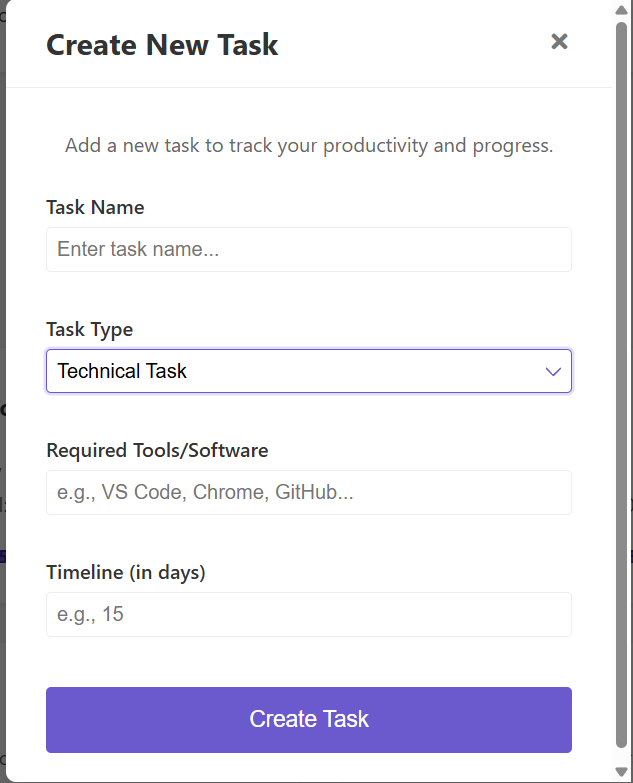 Create New Task
Add a new task to track your productivity and progress.
Task Name
Enter task name...
Task Type
Technical Task
Required Tools/Software
e.g., VS Code, Chrome, GitHub...
Timeline (in days)
e.g., 15
Create Task